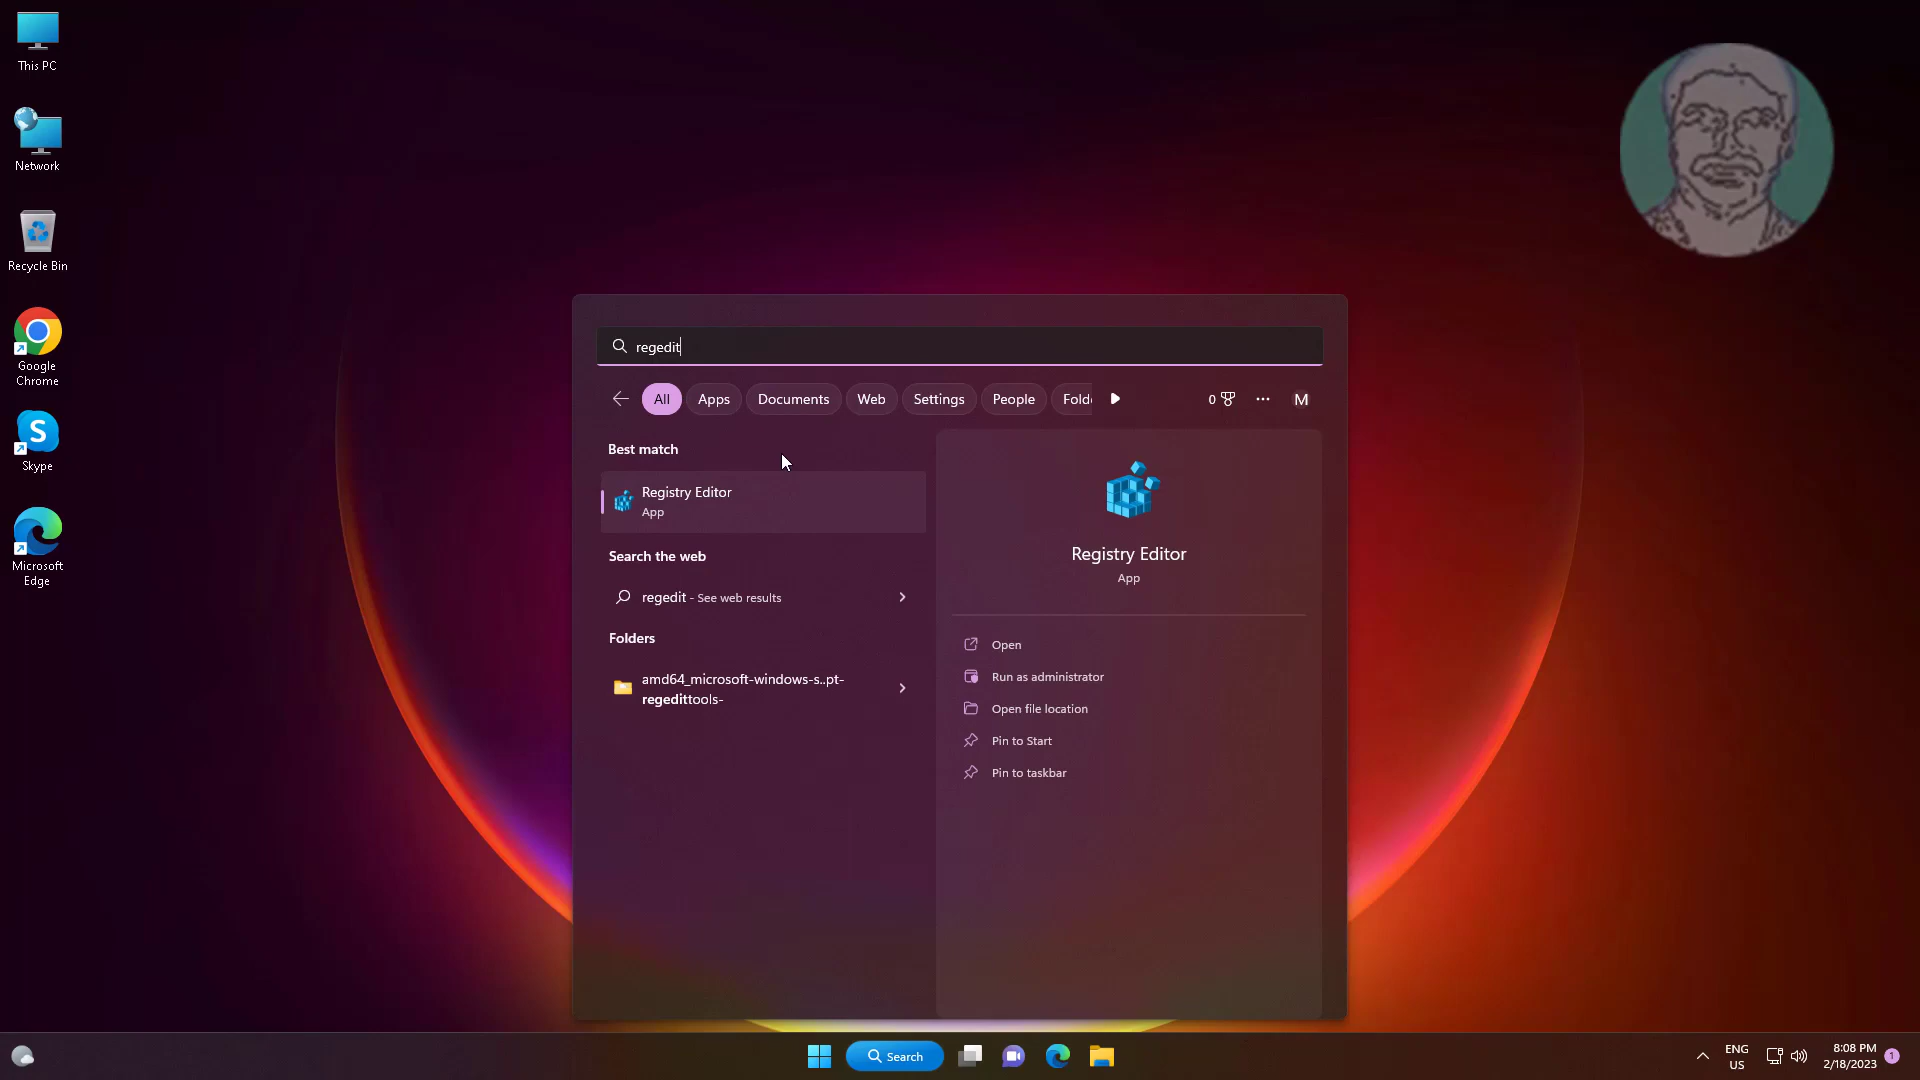 This PC
Network
Recycle Bin
Google
Chrome
S
Skype
Microsoft
Edge
regedit
All
Apps
Documents
Web
Settings
People
Fold
0
M
Best match
Registry Editor
App
Search the web
regedit - See web results
Folders
amd64_microsoft-windows-s..pt-
regedittools-
Registry Editor
App
Open
Run as administrator
Open file location
Pin to Start
Pin to taskbar
Search
ENG
US
8:08 PM
2/18/2023
1